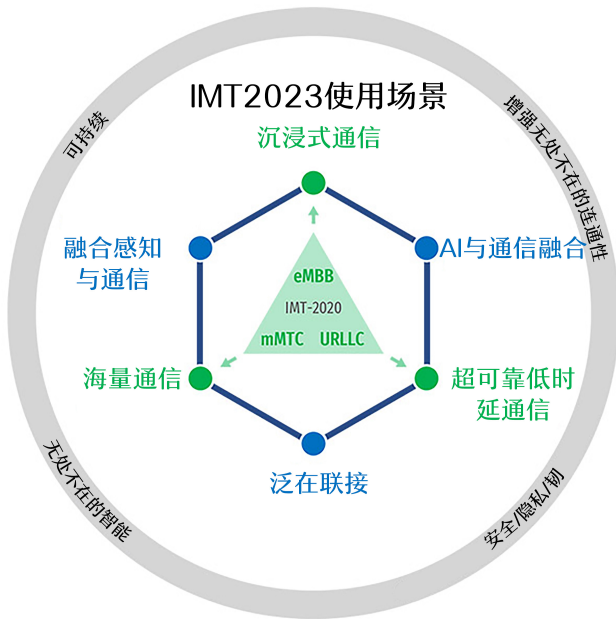 IMT2023使用场景
沉浸式通信
可持续
增强无处不在的连通性
融合感知
与通信
AI与通信融合
eMBB
IMT-2020
mMTC URLLC
海量通信
超可靠低时
延通信
泛在联接
无处不在的智能
安全/隐私/韧